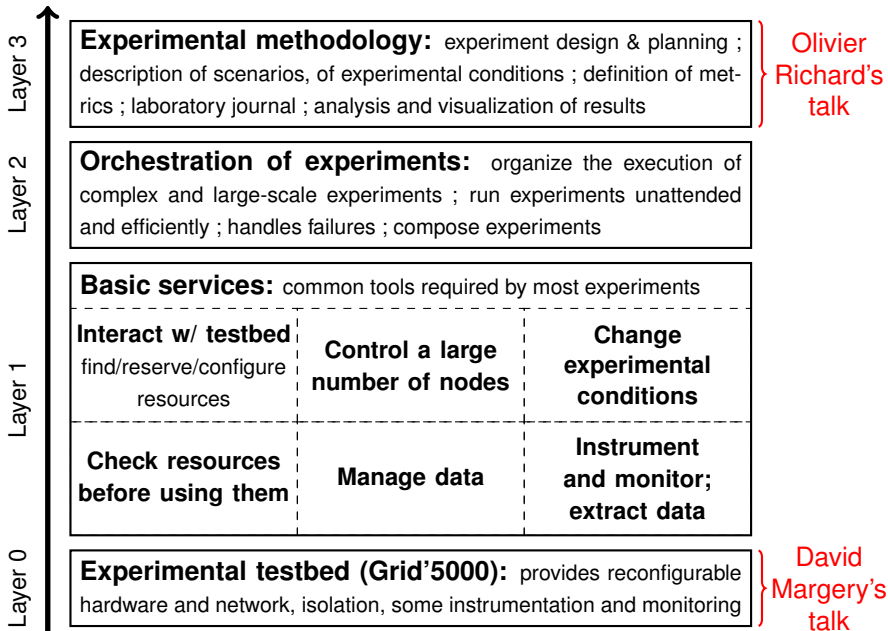 Layer 3
Experimental methodology: experiment design & planning ;
description of scenarios, of experimental conditions ; definition of met-
rics ; laboratory journal ; analysis and visualization of results
Olivier
Richard's
talk
Layer 2
Orchestration of experiments: organize the execution of
complex and large-scale experiments ; run experiments unattended
and efficiently ; handles failures ; compose experiments
Layer 1
Basic services: common tools required by most experiments
Interact w/ testbed
find/reserve/configure
resources
Control a large
number of nodes
Change
experimental
conditions
Check resources
before using them
Manage data
Instrument
and monitor;
extract data
Layer 0
Experimental testbed (Grid'5000): provides reconfigurable
hardware and network, isolation, some instrumentation and monitoring
David
Margery's
talk